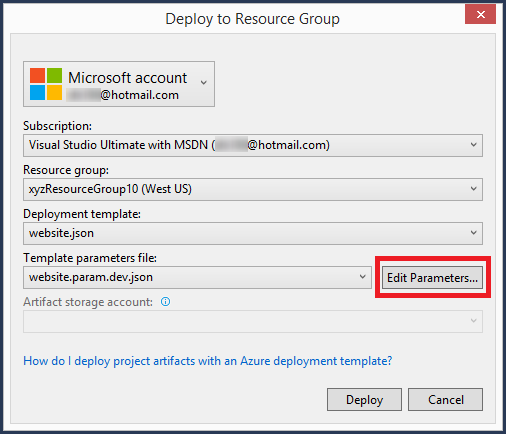 Deploy to Resource Group
Microsoft account
@hotmail.com
Subscription:
Visual Studio Ultimate with MSDN ( @hotmail.com)
Resource group:
xyzResourceGroup10 (West US)
Deployment template:
website.json
Template parameters file:
website.param.dev.json
Edit Parameters...
Artifact storage account:
How do I deploy project artifacts with an Azure deployment template?
Deploy
Cancel